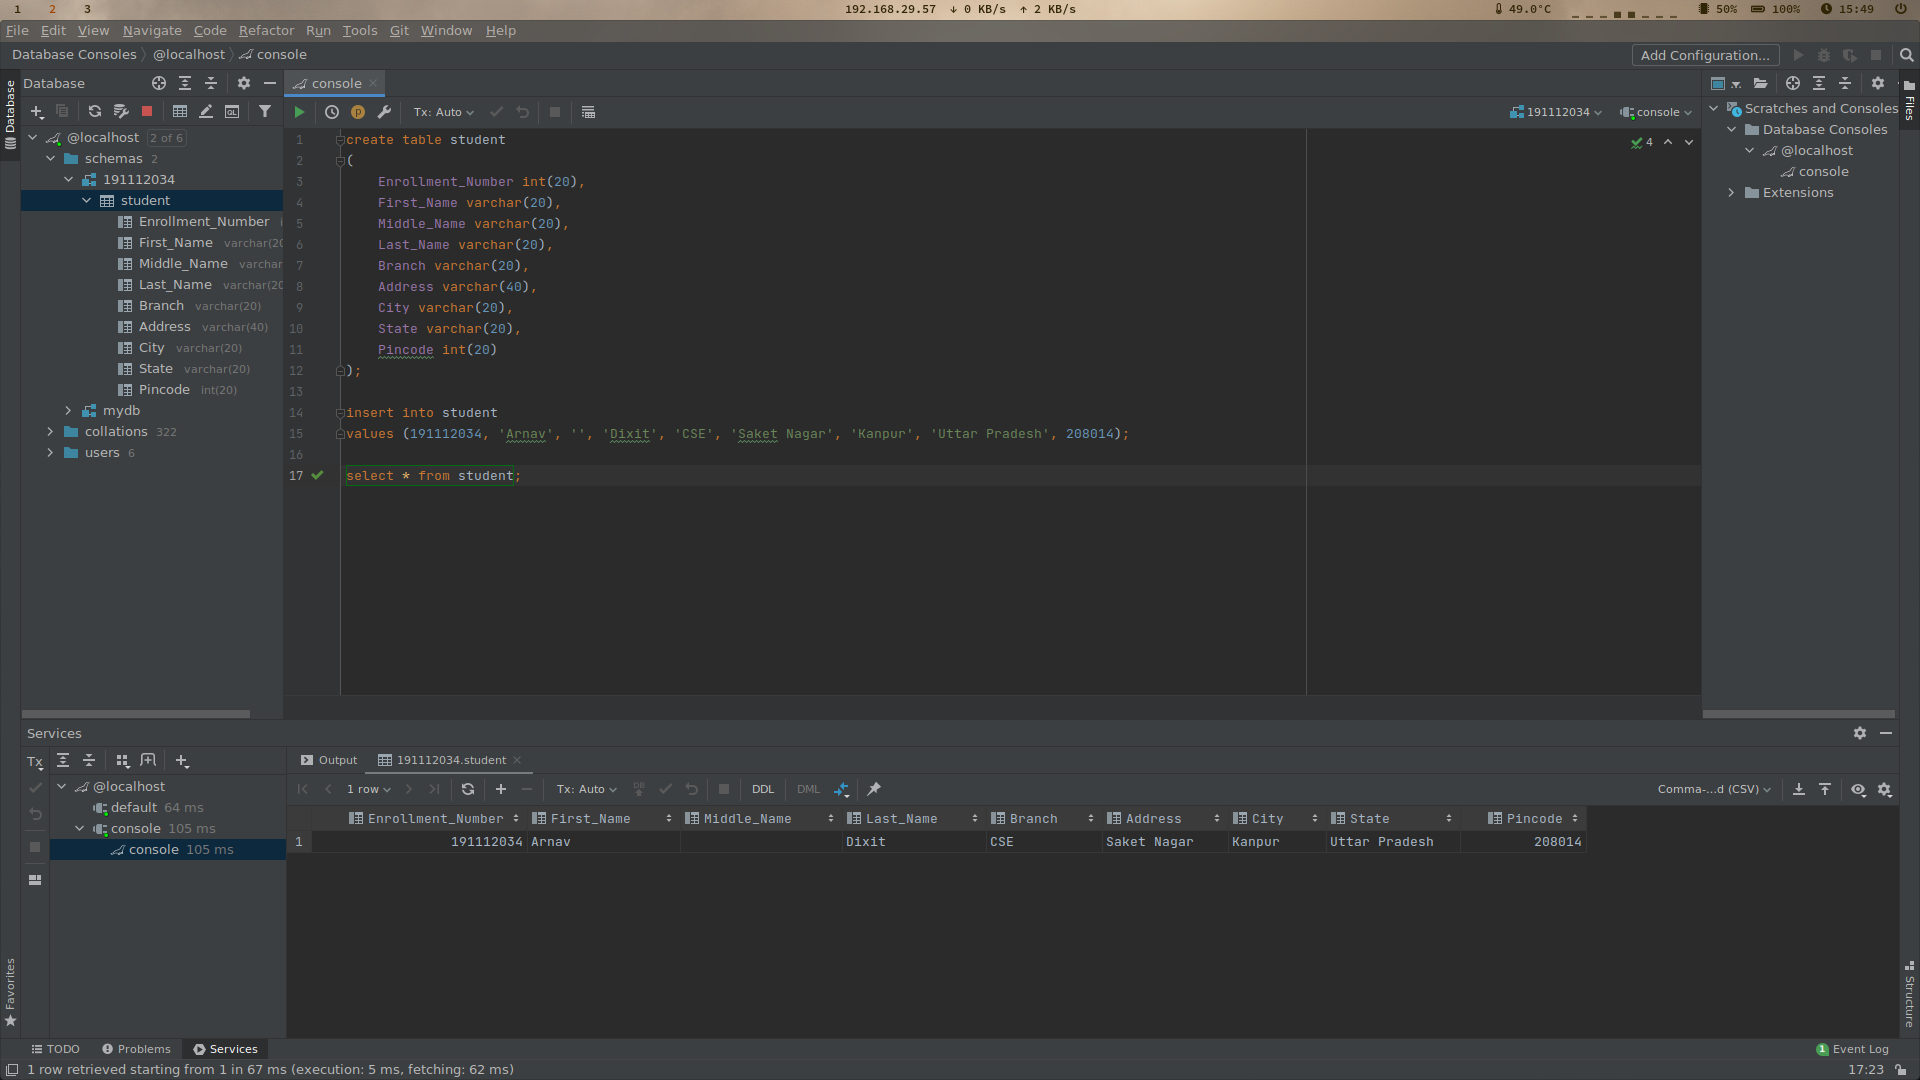 1 2 3 192.168.29.57 ↓ 0 KB/s ↑ 2 KB/s 49.0°C 50% 100% 15:49
File Edit View Navigate Code Refactor Run Tools Git Window Help
Database Consoles @localhost console Add Configuration...
Database
console ×
Tx: Auto 191112034 console
Database
@localhost 2 of 6
schemas 2
191112034
student
Enrollment_Number
First_Name varchar(20
Middle_Name varchar
Last_Name varchar(20
Branch varchar(20)
Address varchar(40)
City varchar(20)
State varchar(20)
Pincode int(20)
mydb
collations 322
users 6
1 create table student
2 (
3 Enrollment_Number int(20),
4 First_Name varchar(20),
5 Middle_Name varchar(20),
6 Last_Name varchar(20),
7 Branch varchar(20),
8 Address varchar(40),
9 City varchar(20),
10 State varchar(20),
11 Pincode int(20)
12 );
13
14 insert into student
15 values (191112034, 'Arnav', '', 'Dixit', 'CSE', 'Saket Nagar', 'Kanpur', 'Uttar Pradesh', 208014);
16
17 select * from student;
4
Files
Scratches and Consoles
Database Consoles
@localhost
console
Extensions
Services
Tx
@localhost
default 64 ms
console 105 ms
console 105 ms
Output 191112034.student ×
1 row Tx: Auto DB DDL DML Comma-...d (CSV)
Enrollment_Number First_Name Middle_Name Last_Name Branch Address City State Pincode
1 191112034 Arnav Dixit CSE Saket Nagar Kanpur Uttar Pradesh 208014
Favorites
Structure
TODO Problems Services 1 Event Log
1 row retrieved starting from 1 in 67 ms (execution: 5 ms, fetching: 62 ms) 17:23